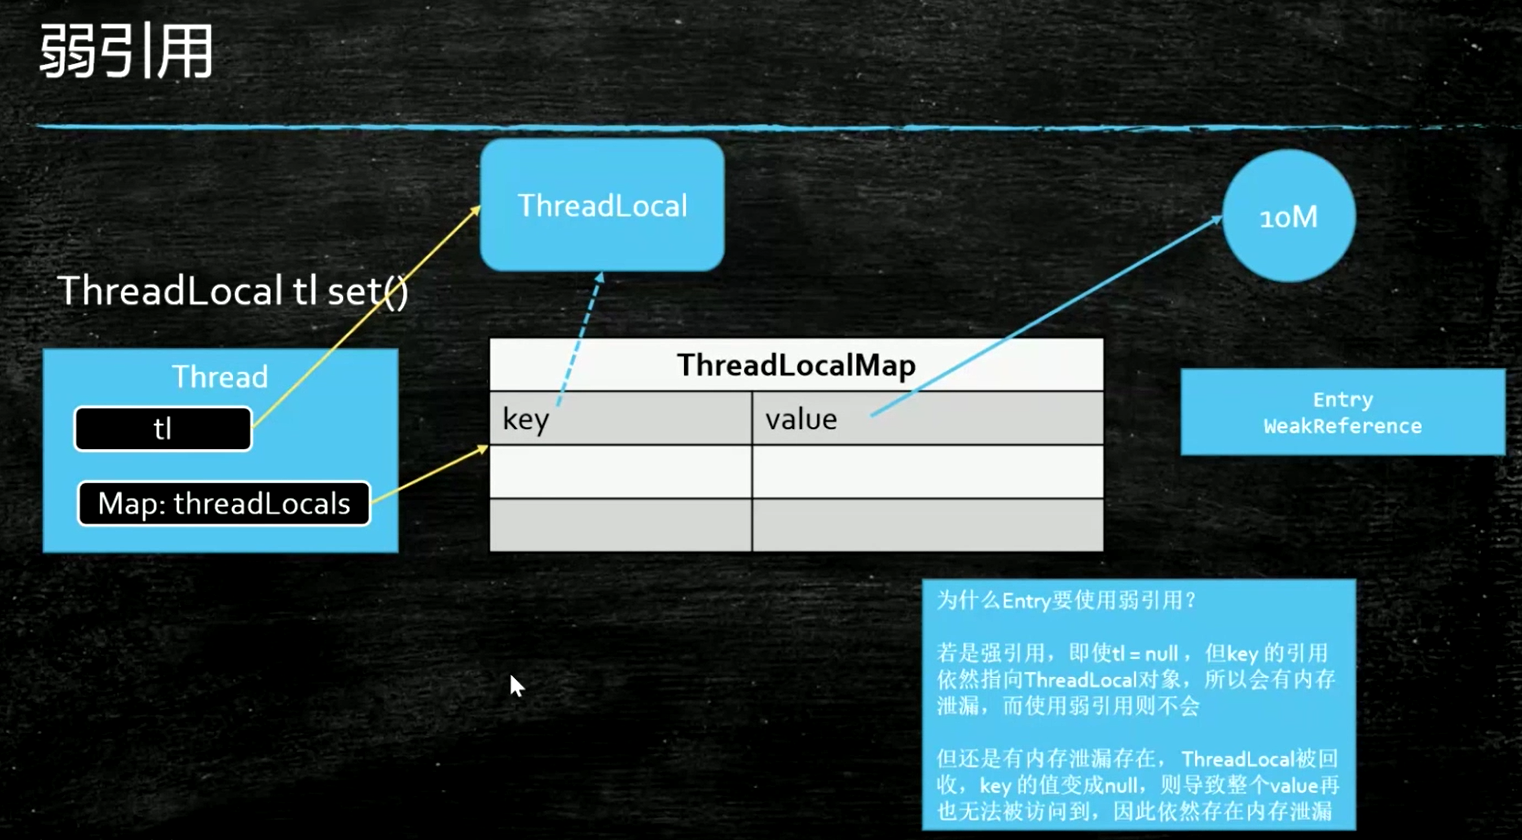 弱引用
ThreadLocal
10M
ThreadLocal tl set()
Thread
tl
Map: threadLocals
ThreadLocalMap
key
value
Entry
WeakReference
为什么Entry要使用弱引用？
若是强引用，即使tl = null ，但key 的引用
依然指向ThreadLocal对象，所以会有内存
泄漏，而使用弱引用则不会
但还是有内存泄漏存在， ThreadLocal被回
收，key 的值变成null，则导致整个value再
也无法被访问到，因此依然存在内存泄漏